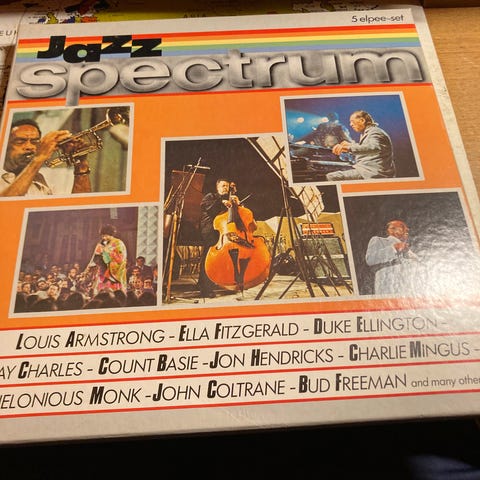 5 elpee-set
Jazz
spectrum
LOUIS ARMSTRONG - ELLA FITZGERALD - DUKE ELLINGTON -
AY CHARLES - COUNT BASIE - JON HENDRICKS - CHARLIE MINGUS -
HELONIOUS MONK - JOHN COLTRANE - BUD FREEMAN and many other